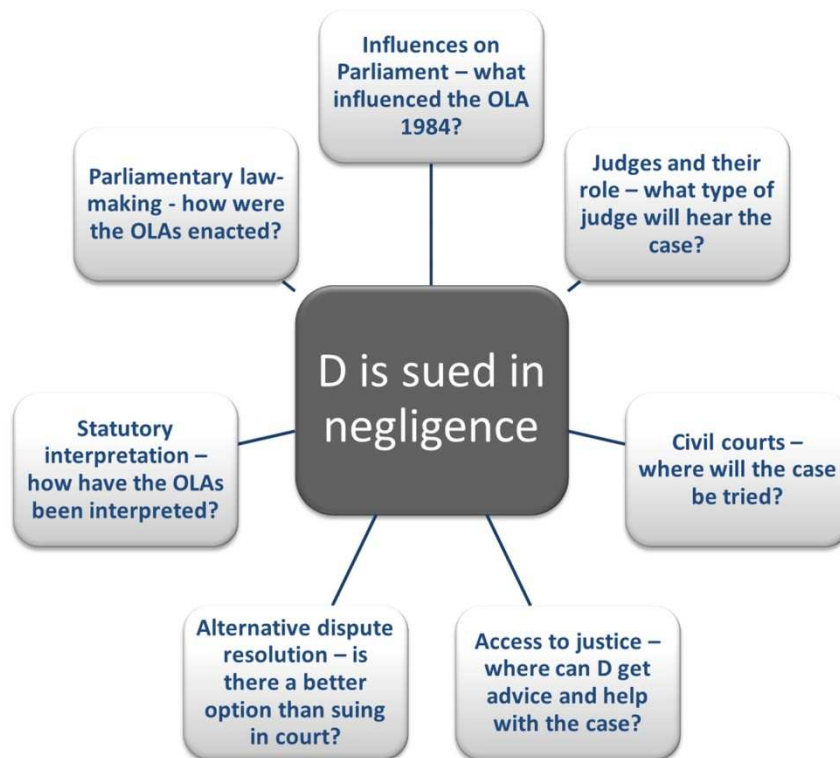 Influences on
Parliament – what
influenced the OLA
1984?
Judges and their
role – what type of
judge will hear the
case?
Civil courts –
where will the case
be tried?
Access to justice –
where can D get
advice and help
with the case?
Alternative dispute
resolution – is
there a better
option than suing
in court?
Statutory
interpretation –
how have the OLAs
been interpreted?
Parliamentary law-
making - how were
the OLAs enacted?
D is sued in
negligence